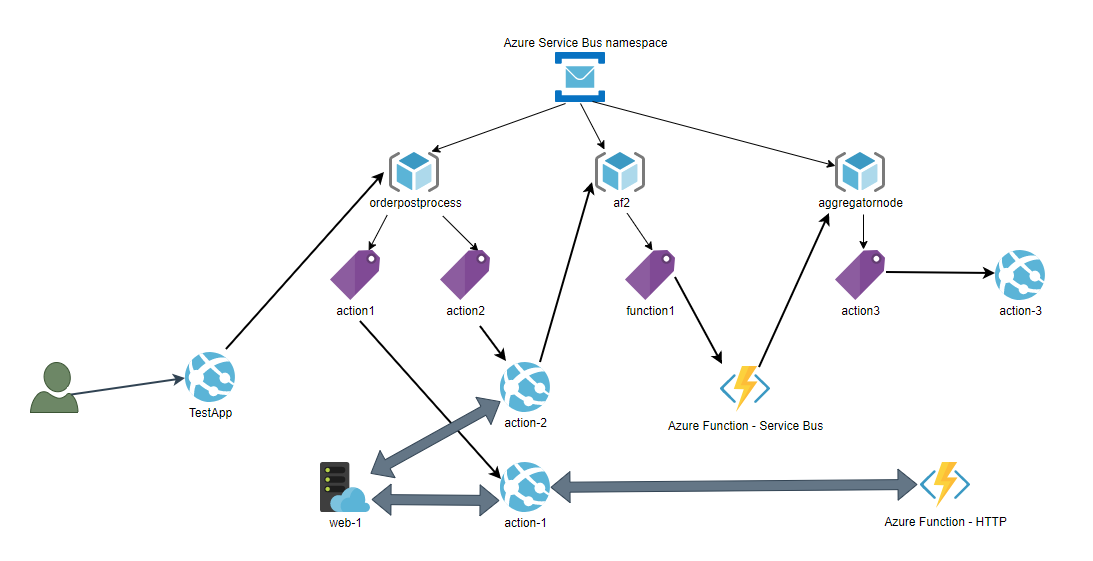 Azure Service Bus namespace
orderpostprocess
af2
aggregatornode
action1
action2
function1
action3
action-3
TestApp
action-2
Azure Function - Service Bus
web-1
action-1
Azure Function - HTTP